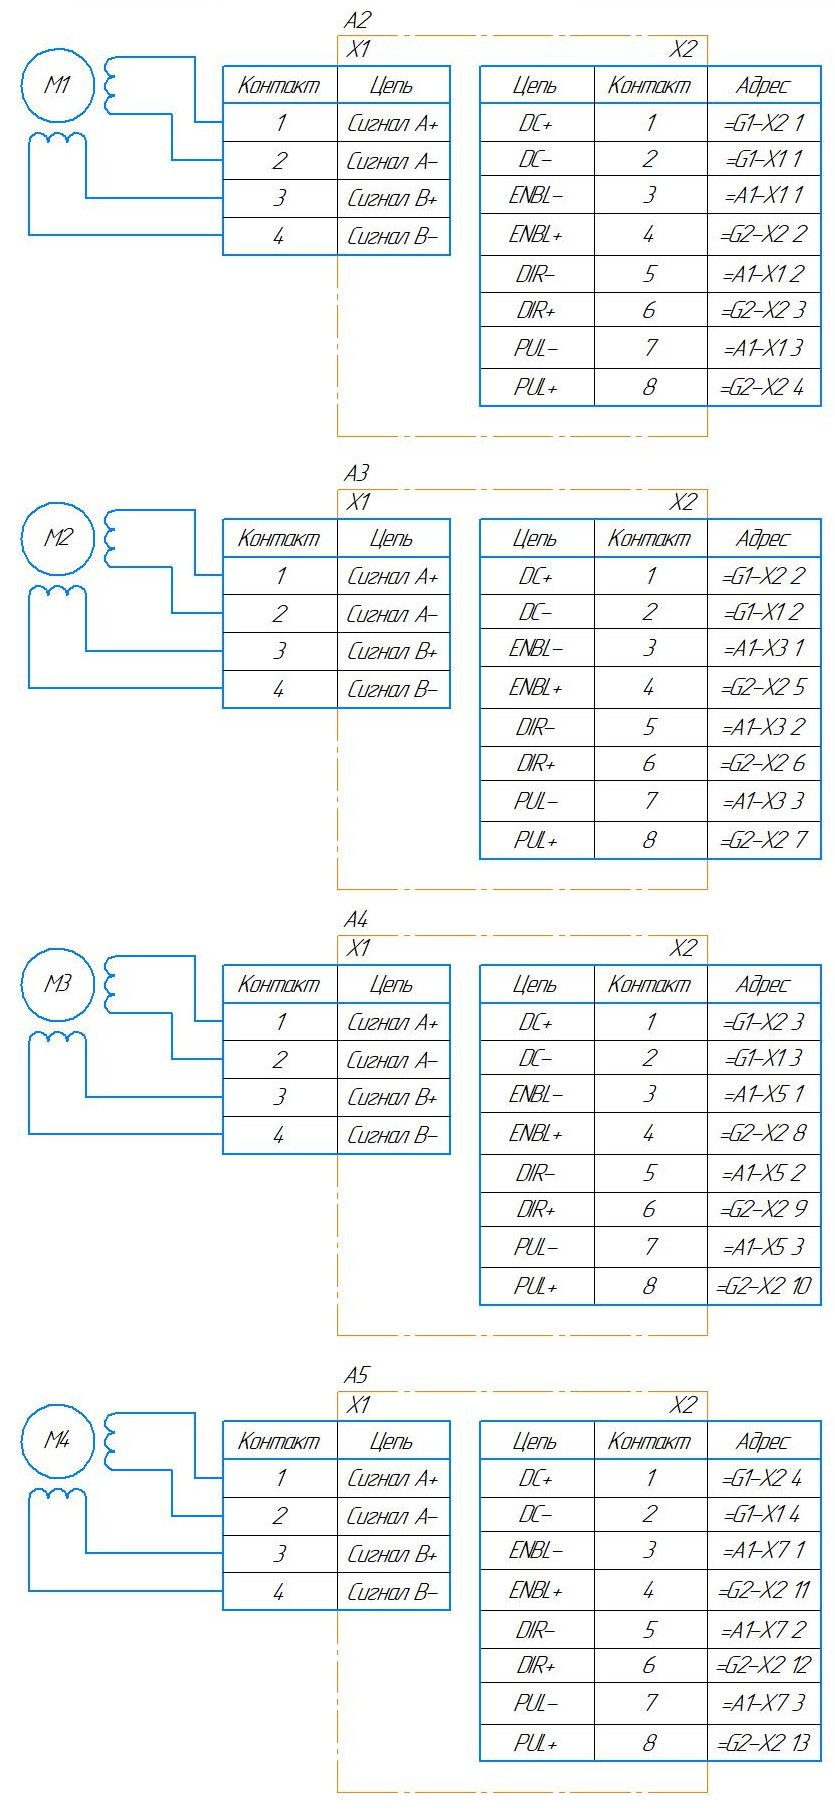 A2
X1 X2
M1
Контакт Цепь Цепь Контакт Адрес
1 Сигнал A+ DC+ 1 =G1-X2 1
2 Сигнал A- DC- 2 =G1-X1 1
3 Сигнал B+ ENBL- 3 =A1-X1 1
4 Сигнал B- ENBL+ 4 =G2-X2 2
DIR- 5 =A1-X1 2
DIR+ 6 =G2-X2 3
PUL- 7 =A1-X1 3
PUL+ 8 =G2-X2 4
A3
X1 X2
M2
Контакт Цепь Цепь Контакт Адрес
1 Сигнал A+ DC+ 1 =G1-X2 2
2 Сигнал A- DC- 2 =G1-X1 2
3 Сигнал B+ ENBL- 3 =A1-X3 1
4 Сигнал B- ENBL+ 4 =G2-X2 5
DIR- 5 =A1-X3 2
DIR+ 6 =G2-X2 6
PUL- 7 =A1-X3 3
PUL+ 8 =G2-X2 7
A4
X1 X2
M3
Контакт Цепь Цепь Контакт Адрес
1 Сигнал A+ DC+ 1 =G1-X2 3
2 Сигнал A- DC- 2 =G1-X1 3
3 Сигнал B+ ENBL- 3 =A1-X5 1
4 Сигнал B- ENBL+ 4 =G2-X2 8
DIR- 5 =A1-X5 2
DIR+ 6 =G2-X2 9
PUL- 7 =A1-X5 3
PUL+ 8 =G2-X2 10
A5
X1 X2
M4
Контакт Цепь Цепь Контакт Адрес
1 Сигнал A+ DC+ 1 =G1-X2 4
2 Сигнал A- DC- 2 =G1-X1 4
3 Сигнал B+ ENBL- 3 =A1-X7 1
4 Сигнал B- ENBL+ 4 =G2-X2 11
DIR- 5 =A1-X7 2
DIR+ 6 =G2-X2 12
PUL- 7 =A1-X7 3
PUL+ 8 =G2-X2 13